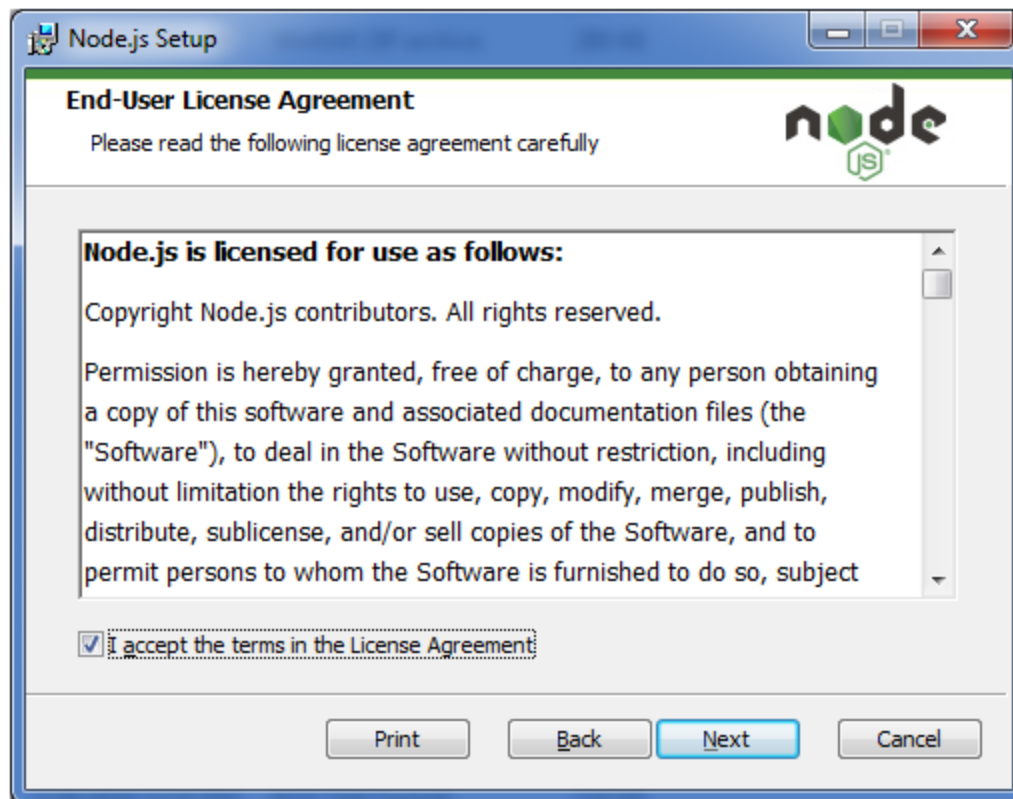 Node.js Setup
End-User License Agreement
Please read the following license agreement carefully
node
JS
Node.js is licensed for use as follows:
Copyright Node.js contributors. All rights reserved.
Permission is hereby granted, free of charge, to any person obtaining
a copy of this software and associated documentation files (the
"Software"), to deal in the Software without restriction, including
without limitation the rights to use, copy, modify, merge, publish,
distribute, sublicense, and/or sell copies of the Software, and to
permit persons to whom the Software is furnished to do so, subject
I accept the terms in the License Agreement
Print Back Next Cancel